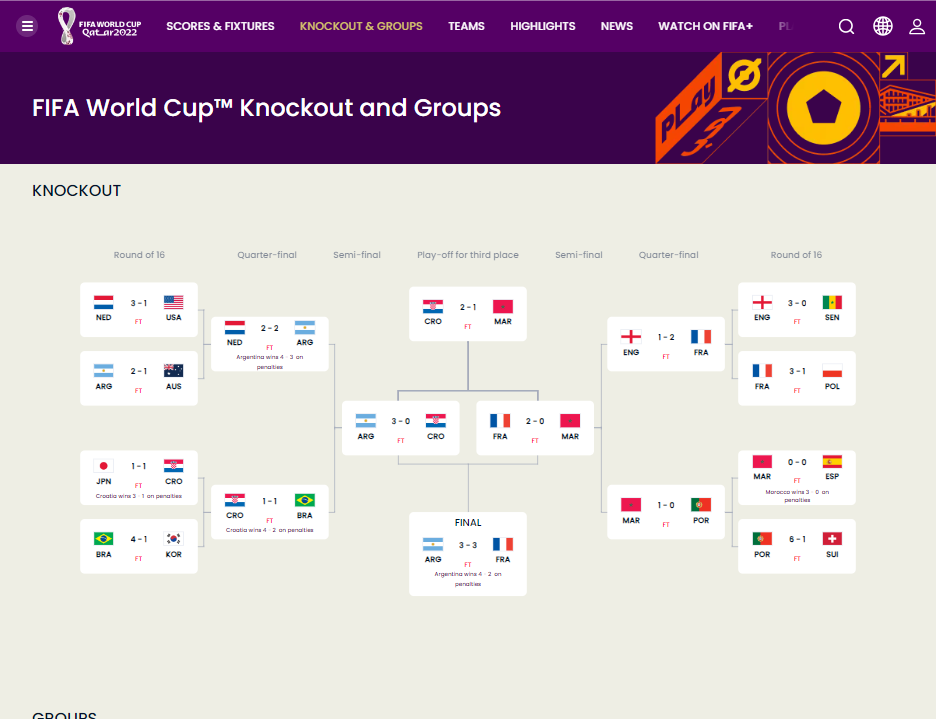 FIFA WORLD CUP
Qatar2022
SCORES & FIXTURES
KNOCKOUT & GROUPS
TEAMS
HIGHLIGHTS
NEWS
WATCH ON FIFA+
PL
FIFA World Cup™ Knockout and Groups
PLAY
KNOCKOUT
Round of 16
Quarter-final
Semi-final
Play-off for third place
Semi-final
Quarter-final
Round of 16
3 - 1
NED USA
FT
2 - 1
ARG AUS
FT
1 - 1
JPN CRO
FT
Croatia wins 3 - 1 on penalties
4 - 1
BRA KOR
FT
2 - 2
NED ARG
FT
Argentina wins 4 - 3 on
penalties
1 - 1
CRO BRA
FT
Croatia wins 4 - 2 on penalties
3 - 0
ARG CRO
FT
2 - 1
CRO MAR
FT
FINAL
3 - 3
ARG FRA
FT
Argentina wins 4 - 2 on
penalties
2 - 0
FRA MAR
FT
1 - 2
ENG FRA
FT
1 - 0
MAR POR
FT
3 - 0
ENG SEN
FT
3 - 1
FRA POL
FT
0 - 0
MAR ESP
FT
Morocco wins 3 - 0 on
penalties
6 - 1
POR SUI
FT
GROUPS